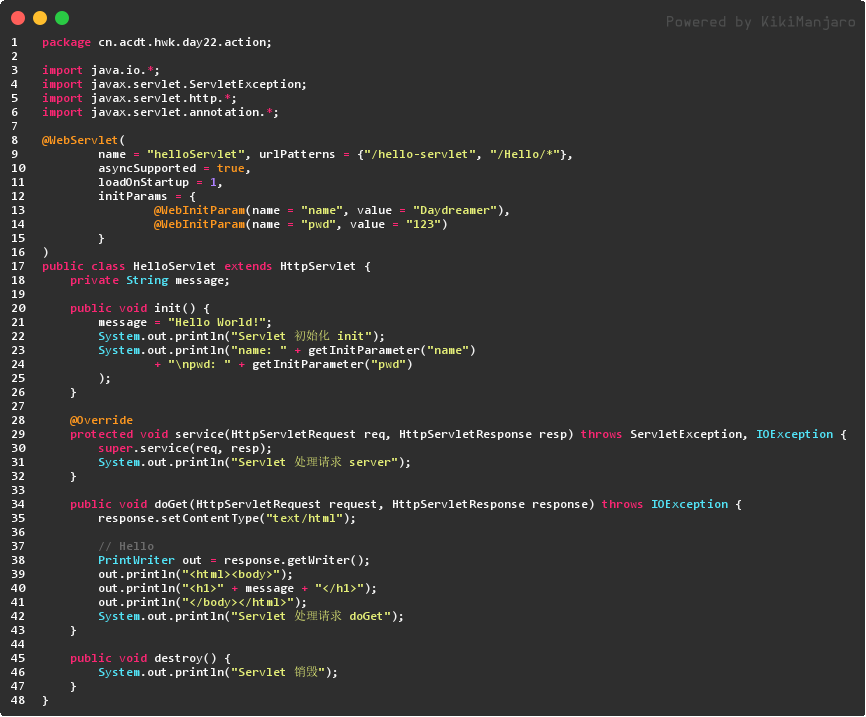 Powered by KikiManjaro
1 package cn.acdt.hwk.day22.action;
2
3 import java.io.*;
4 import javax.servlet.ServletException;
5 import javax.servlet.http.*;
6 import javax.servlet.annotation.*;
7
8 @WebServlet(
9         name = "helloServlet", urlPatterns = {"/hello-servlet", "/Hello/*"},
10         asyncSupported = true,
11         loadOnStartup = 1,
12         initParams = {
13                 @WebInitParam(name = "name", value = "Daydreamer"),
14                 @WebInitParam(name = "pwd", value = "123")
15         }
16 )
17 public class HelloServlet extends HttpServlet {
18     private String message;
19
20     public void init() {
21         message = "Hello World!";
22         System.out.println("Servlet 初始化 init");
23         System.out.println("name: " + getInitParameter("name")
24                 + "\npwd: " + getInitParameter("pwd")
25         );
26     }
27
28     @Override
29     protected void service(HttpServletRequest req, HttpServletResponse resp) throws ServletException, IOException {
30         super.service(req, resp);
31         System.out.println("Servlet 处理请求 server");
32     }
33
34     public void doGet(HttpServletRequest request, HttpServletResponse response) throws IOException {
35         response.setContentType("text/html");
36
37         // Hello
38         PrintWriter out = response.getWriter();
39         out.println("<html><body>");
40         out.println("<h1>" + message + "</h1>");
41         out.println("</body></html>");
42         System.out.println("Servlet 处理请求 doGet");
43     }
44
45     public void destroy() {
46         System.out.println("Servlet 销毁");
47     }
48 }